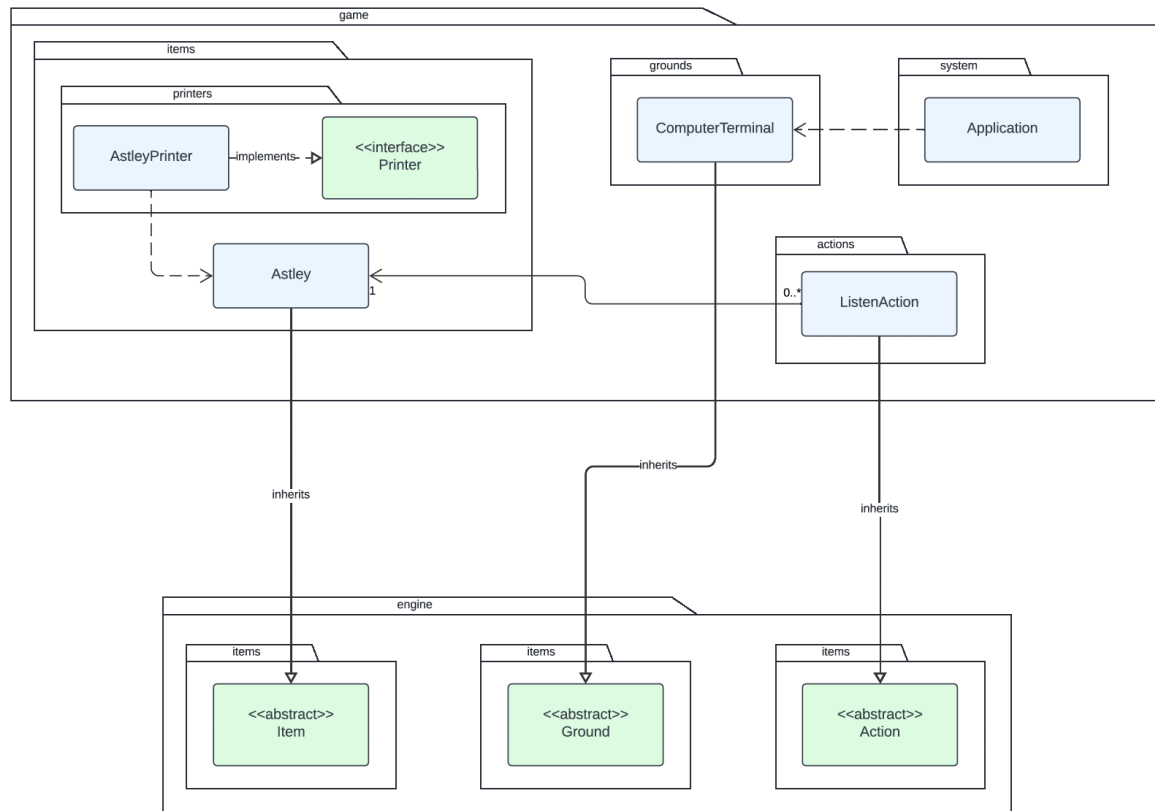 game
items
grounds
system
printers
ComputerTerminal
Application
AstleyPrinter
implements
<<interface>>
Printer
actions
Astley
1
0..*
ListenAction
inherits
inherits
inherits
engine
items
items
items
<<abstract>>
Item
<<abstract>>
Ground
<<abstract>>
Action